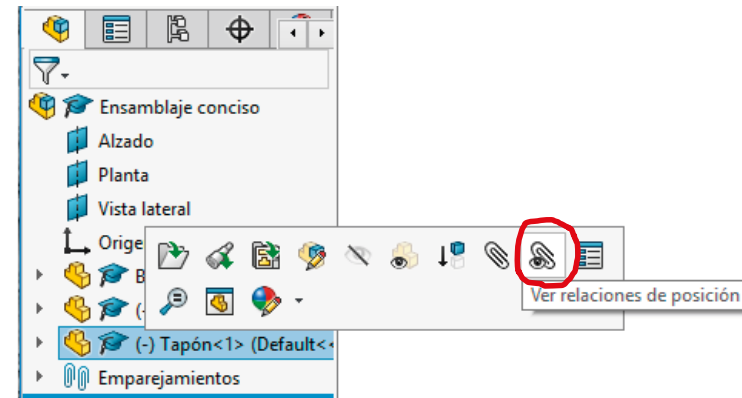 Ensamblaje conciso
Alzado
Planta
Vista lateral
Orige
B
(-
Ver relaciones de posición
(-) Tapón<1> (Default<<
Emparejamientos